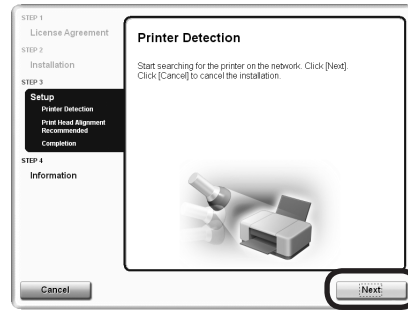 STEP 1
License Agreement
STEP 2
Installation
STEP 3
Setup
Printer Detection
Print Head Alignment
Recommended
Completion
STEP 4
Information
Printer Detection
Start searching for the printer on the network. Click [Next].
Click [Cancel] to cancel the installation.
Cancel
Next